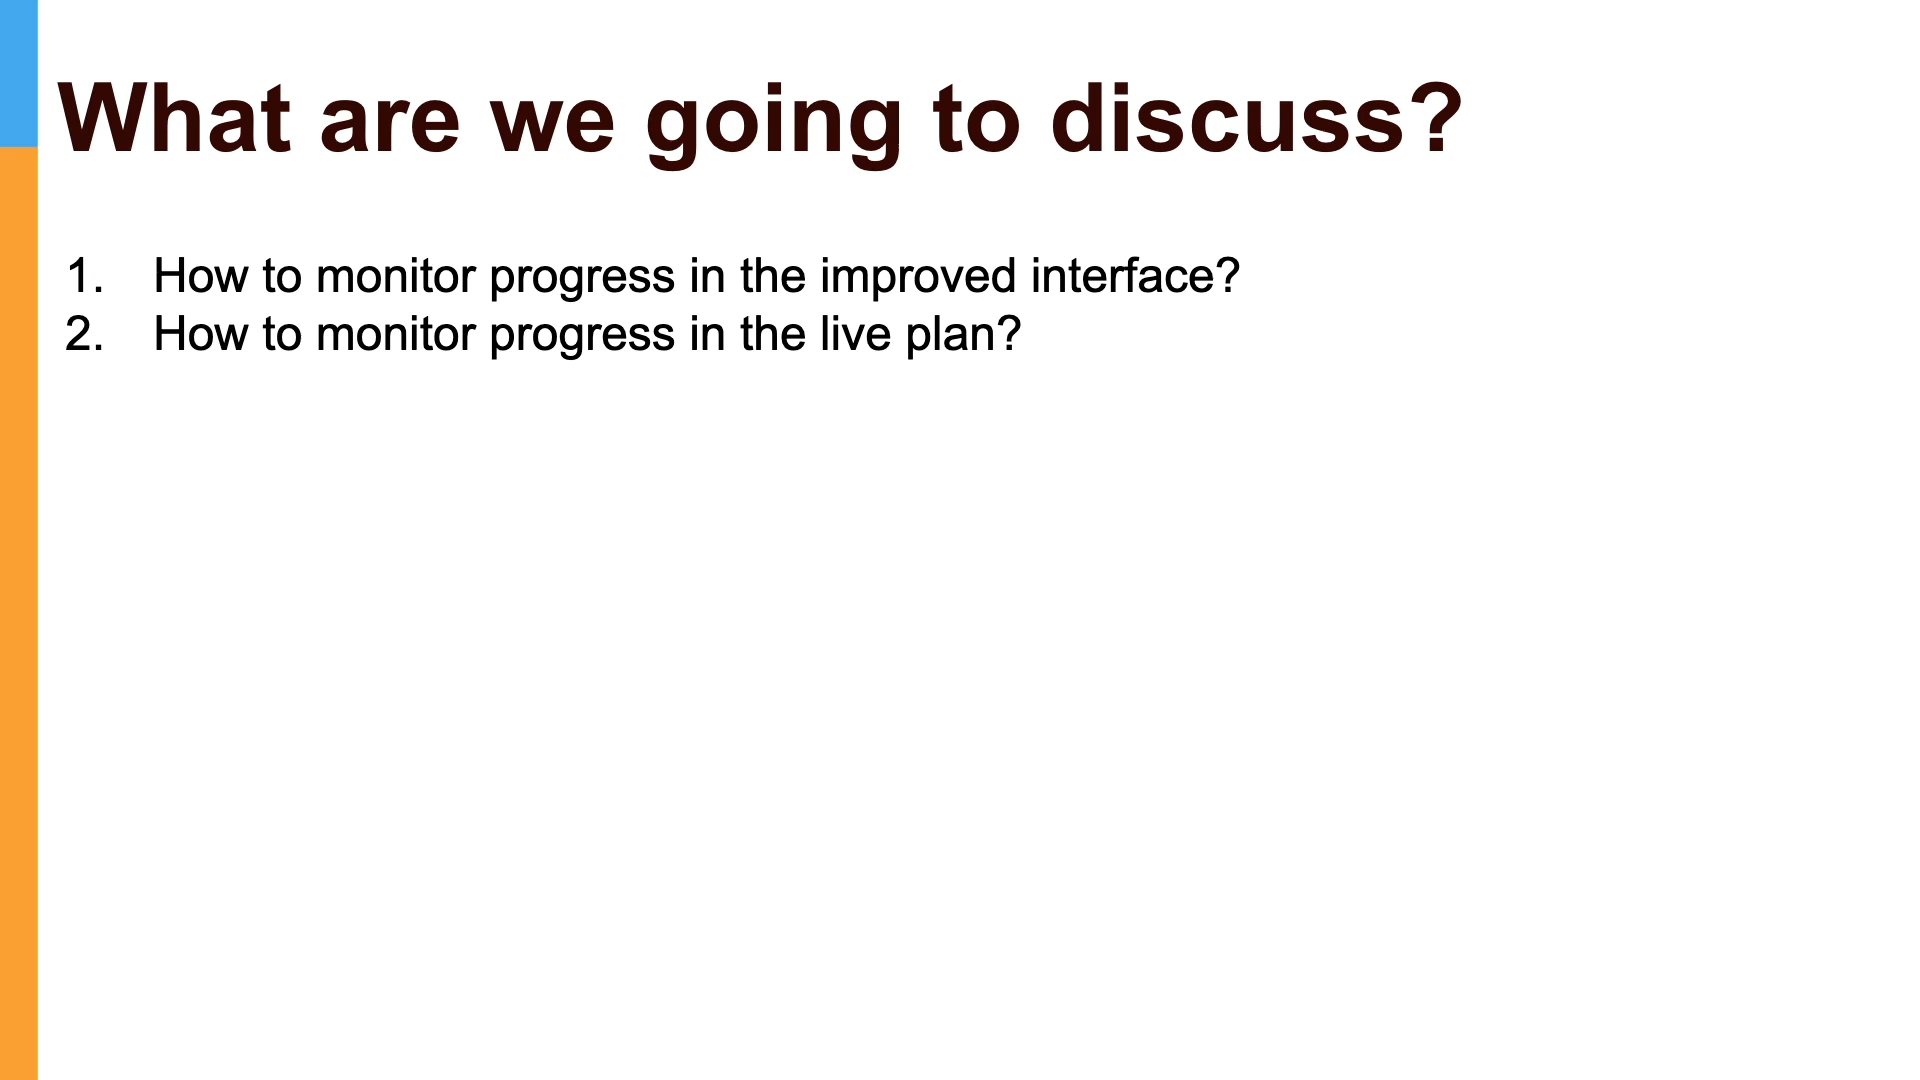 What are we going to discuss?
1. How to monitor progress in the improved interface?
2. How to monitor progress in the live plan?